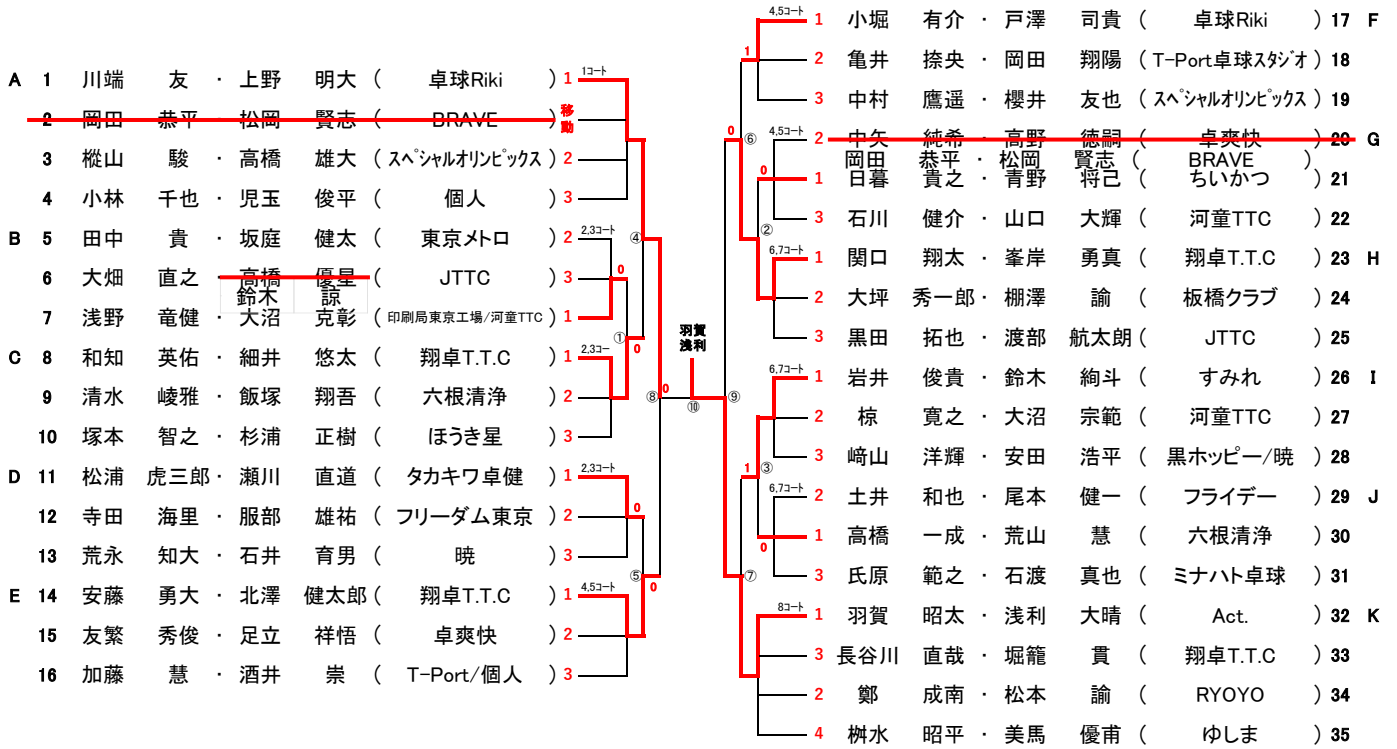 A 1 川端 友 ・ 上野 明大 ( 卓球Riki ) 1 1コート
2 岡田 恭平 ・ 松岡 賢志 ( BRAVE ) 移動
3 樅山 駿 ・ 高橋 雄大 ( スペシャルオリンピックス ) 2
4 小林 千也 ・ 児玉 俊平 ( 個人 ) 3
B 5 田中 貴 ・ 坂庭 健太 ( 東京メトロ ) 2 2,3コート
④
6 大畑 直之 ・ 高橋 優星 ( JTTC ) 3 0
鈴木 諒
7 浅野 竜健 ・ 大沼 克彰 ( 印刷局東京工場/河童TTC ) 1
① 0
C 8 和知 英佑 ・ 細井 悠太 ( 翔卓T.T.C ) 1 2,3コー
9 清水 崚雅 ・ 飯塚 翔吾 ( 六根清浄 ) 2
⑧ 0
10 塚本 智之 ・ 杉浦 正樹 ( ほうき星 ) 3
D 11 松浦 虎三郎 ・ 瀬川 直道 ( タカキワ卓健 ) 1 2,3コート
0
12 寺田 海里 ・ 服部 雄祐 ( フリーダム東京 ) 2
13 荒永 知大 ・ 石井 育男 ( 暁 ) 3
⑤ 0
E 14 安藤 勇大 ・ 北澤 健太郎 ( 翔卓T.T.C ) 1 4,5コート
15 友繁 秀俊 ・ 足立 祥悟 ( 卓爽快 ) 2
16 加藤 慧 ・ 酒井 崇 ( T-Port/個人 ) 3
羽賀
浅利
⑩
4,5コート 1 小堀 有介 ・ 戸澤 司貴 ( 卓球Riki ) 17 F
1
2 亀井 捺央 ・ 岡田 翔陽 ( T-Port卓球スタジオ ) 18
3 中村 鷹遥 ・ 櫻井 友也 ( スペシャルオリンピックス ) 19
0 ⑥
4,5コート 2 中矢 純希 ・ 高野 徳嗣 ( 卓爽快 ) 20 G
岡田 恭平 ・ 松岡 賢志 ( BRAVE )
0 1 日暮 貴之 ・ 青野 将己 ( ちいかつ ) 21
3 石川 健介 ・ 山口 大輝 ( 河童TTC ) 22
②
6,7コート 1 関口 翔太 ・ 峯岸 勇真 ( 翔卓T.T.C ) 23 H
2 大坪 秀一郎 ・ 棚澤 諭 ( 板橋クラブ ) 24
3 黒田 拓也 ・ 渡部 航太朗 ( JTTC ) 25
6,7コート 1 岩井 俊貴 ・ 鈴木 絢斗 ( すみれ ) 26 I
⑨
2 椋 寛之 ・ 大沼 宗範 ( 河童TTC ) 27
3 﨑山 洋輝 ・ 安田 浩平 ( 黒ホッピー/暁 ) 28
1 ③
6,7コート 2 土井 和也 ・ 尾本 健一 ( フライデー ) 29 J
0 1 高橋 一成 ・ 荒山 慧 ( 六根清浄 ) 30
3 氏原 範之 ・ 石渡 真也 ( ミナハト卓球 ) 31
⑦
8コート 1 羽賀 昭太 ・ 浅利 大晴 ( Act. ) 32 K
3 長谷川 直哉 ・ 堀籠 貫 ( 翔卓T.T.C ) 33
2 鄭 成南 ・ 松本 諭 ( RYOYO ) 34
4 桝水 昭平 ・ 美馬 優甫 ( ゆしま ) 35